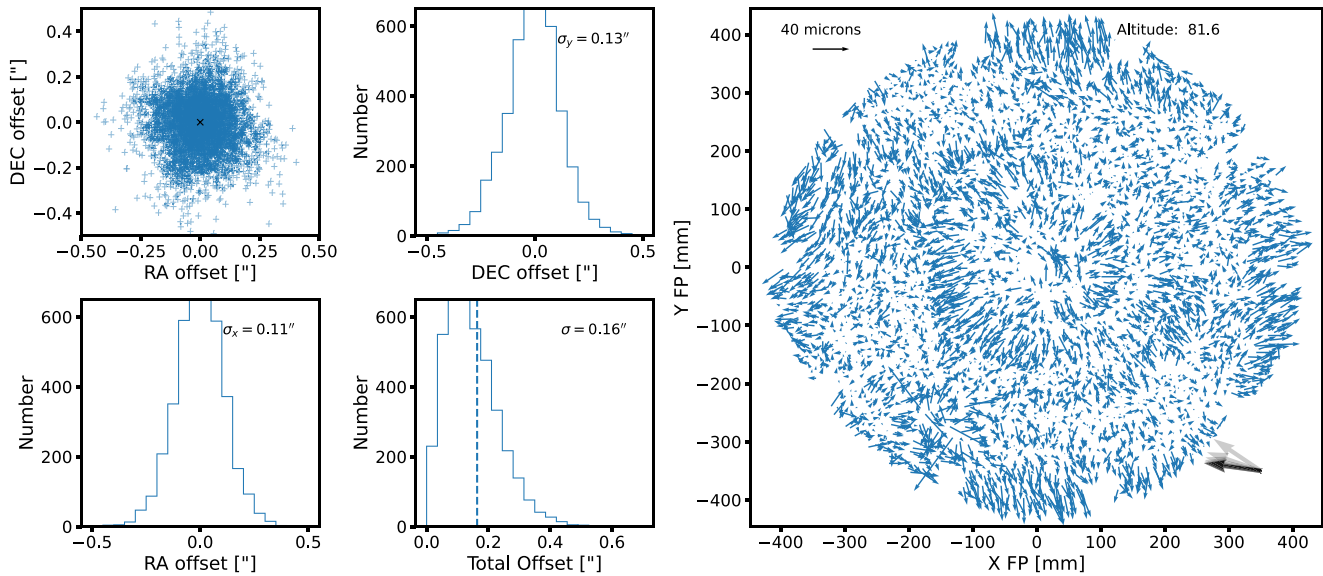 0.4
0.2
0.0
−0.2
−0.4
DEC offset ["]
−0.50 −0.25 0.00 0.25 0.50
RA offset ["]
600
400
200
0
Number
σy = 0.13″
−0.5 0.0 0.5
DEC offset ["]
600
400
200
0
Number
σx = 0.11″
−0.5 0.0 0.5
RA offset ["]
600
400
200
0
Number
σ = 0.16″
0.0 0.2 0.4 0.6
Total Offset ["]
40 microns
Altitude: 81.6
400
300
200
100
0
−100
−200
−300
−400
Y FP [mm]
−400 −300 −200 −100 0 100 200 300 400
X FP [mm]